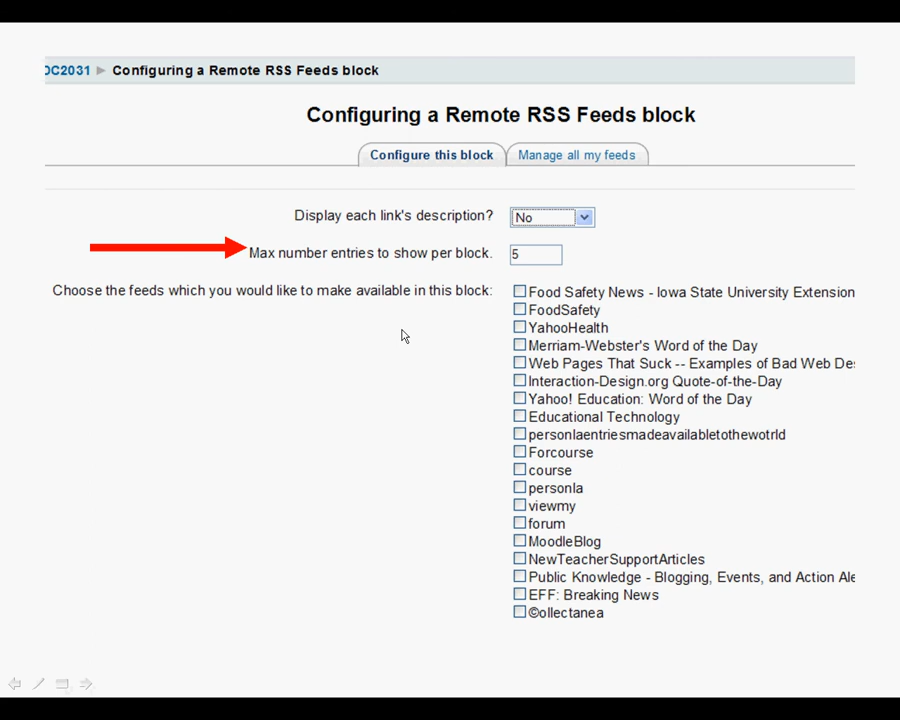 OC2031 ▶ Configuring a Remote RSS Feeds block
Configuring a Remote RSS Feeds block
Configure this block
Manage all my feeds
Display each link's description? No
Max number entries to show per block. 5
Choose the feeds which you would like to make available in this block:
Food Safety News - Iowa State University Extension
FoodSafety
YahooHealth
Merriam-Webster's Word of the Day
Web Pages That Suck -- Examples of Bad Web Des
Interaction-Design.org Quote-of-the-Day
Yahoo! Education: Word of the Day
Educational Technology
personlaentriesmadeavailabletothewotrld
Forcourse
course
personla
viewmy
forum
MoodleBlog
NewTeacherSupportArticles
Public Knowledge - Blogging, Events, and Action Ale
EFF: Breaking News
©ollectanea